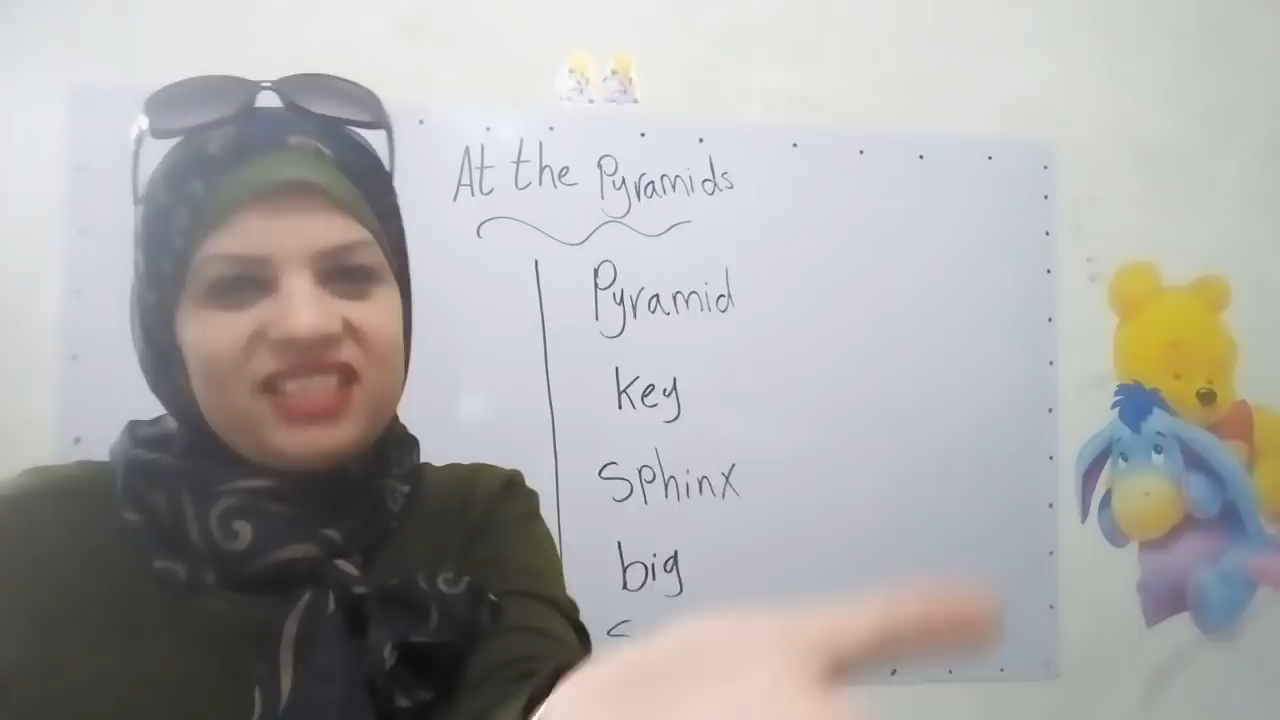 At the Pyramids
Pyramid
key
Sphinx
big